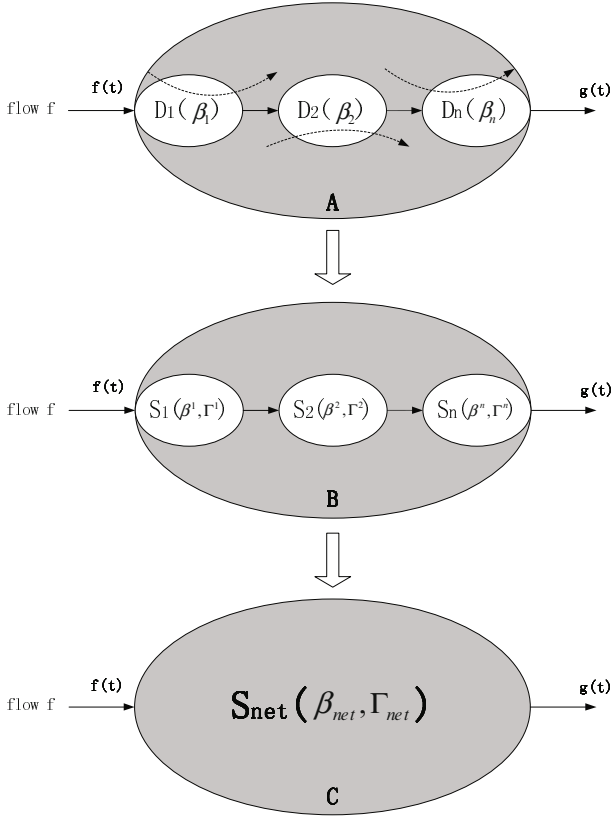 f(t)
g(t)
flow f
D1(β1) D2(β2) Dn(βn)
A
f(t)
g(t)
flow f
S1(β¹,Γ¹) S2(β²,Γ²) Sn(βⁿ,Γⁿ)
B
f(t)
g(t)
flow f
Snet(βnet,Γnet)
C